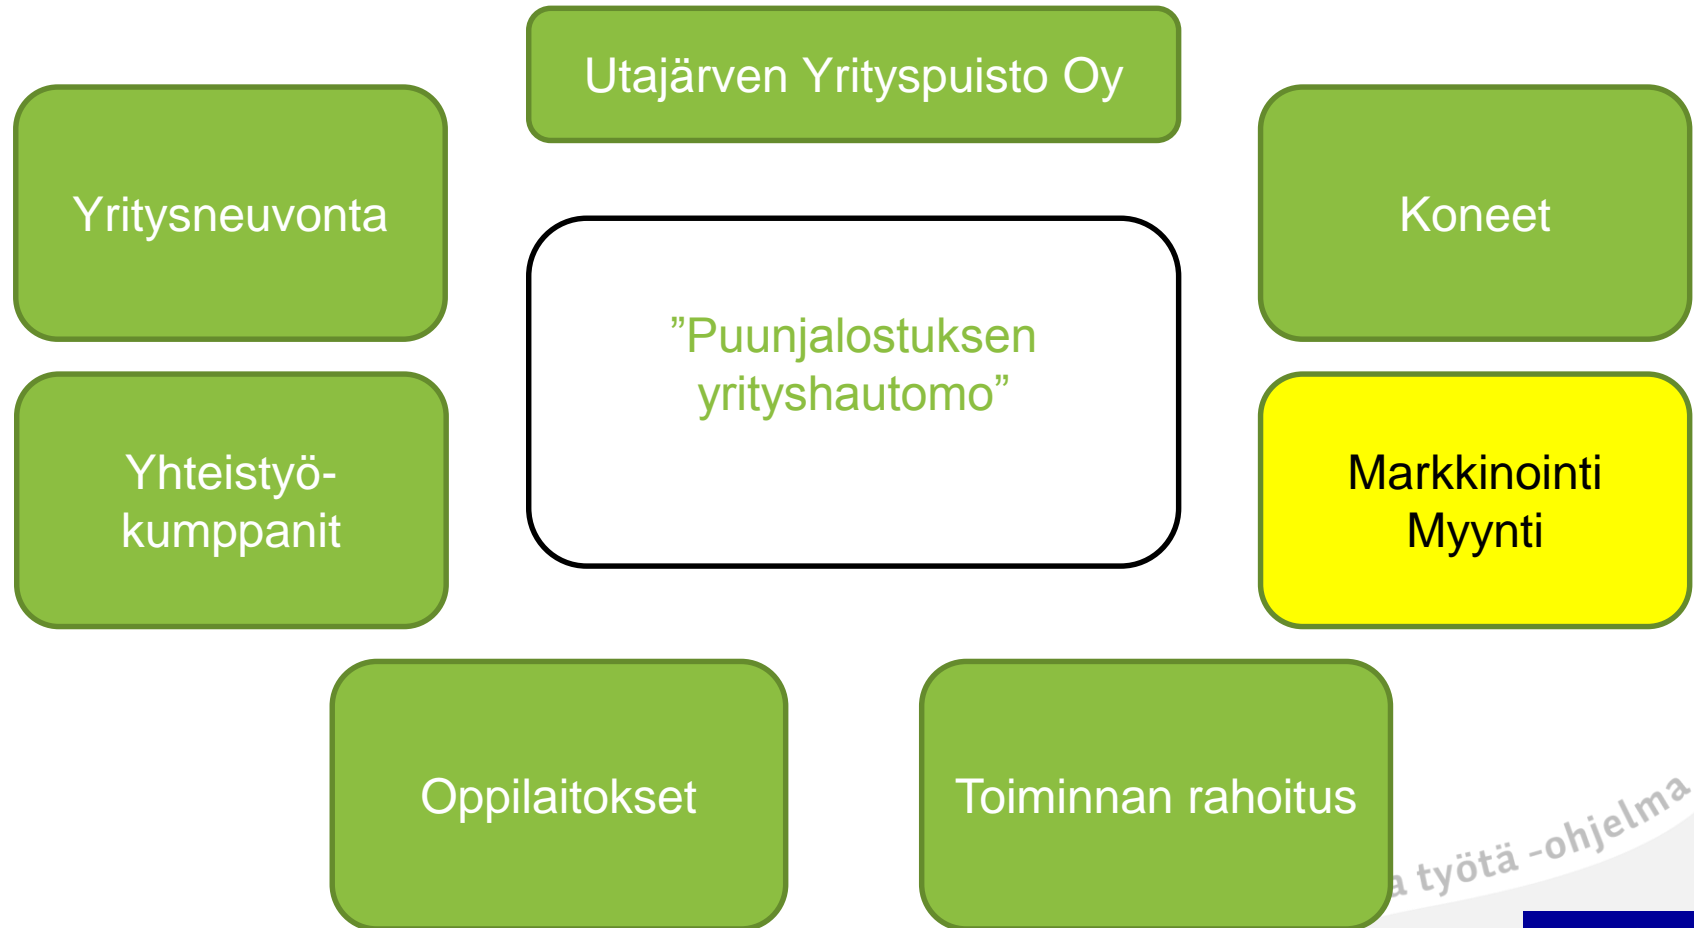 Utajärven Yrityspuisto Oy
Yritysneuvonta
Koneet
”Puunjalostuksen
yrityshautomo”
Yhteistyö-
kumppanit
Markkinointi
Myynti
Oppilaitokset
Toiminnan rahoitus
a työtä -ohjelma